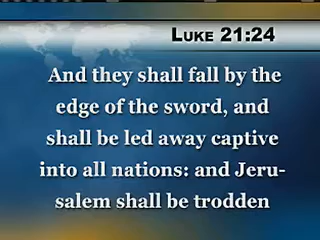 Luke 21:24
And they shall fall by the
edge of the sword, and
shall be led away captive
into all nations: and Jeru-
salem shall be trodden